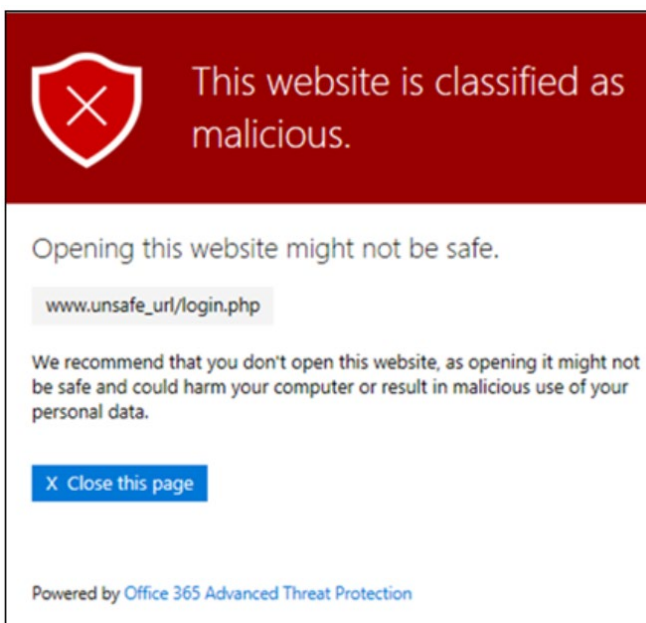 This website is classified as
malicious.
Opening this website might not be safe.
www.unsafe_url/login.php
We recommend that you don't open this website, as opening it might not
be safe and could harm your computer or result in malicious use of your
personal data.
X Close this page
Powered by Office 365 Advanced Threat Protection